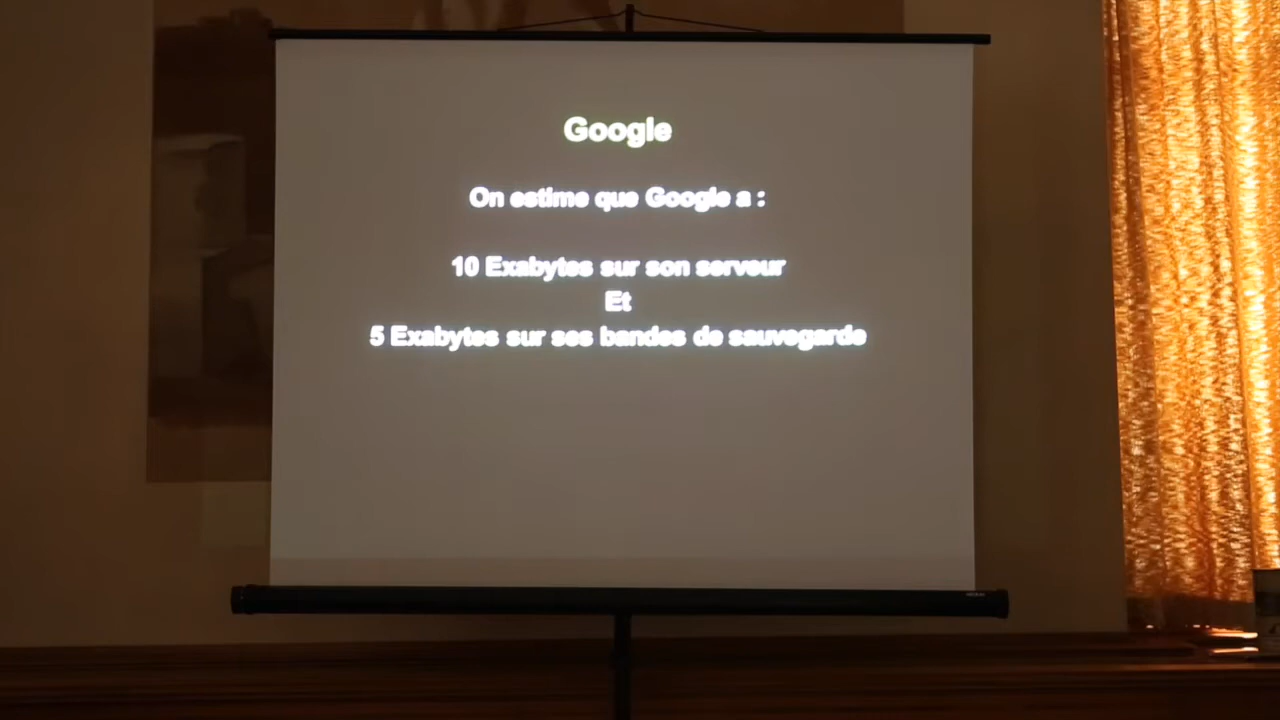 Google
On estime que Google a :
10 Exabytes sur son serveur
Et
5 Exabytes sur ses bandes de sauvegarde